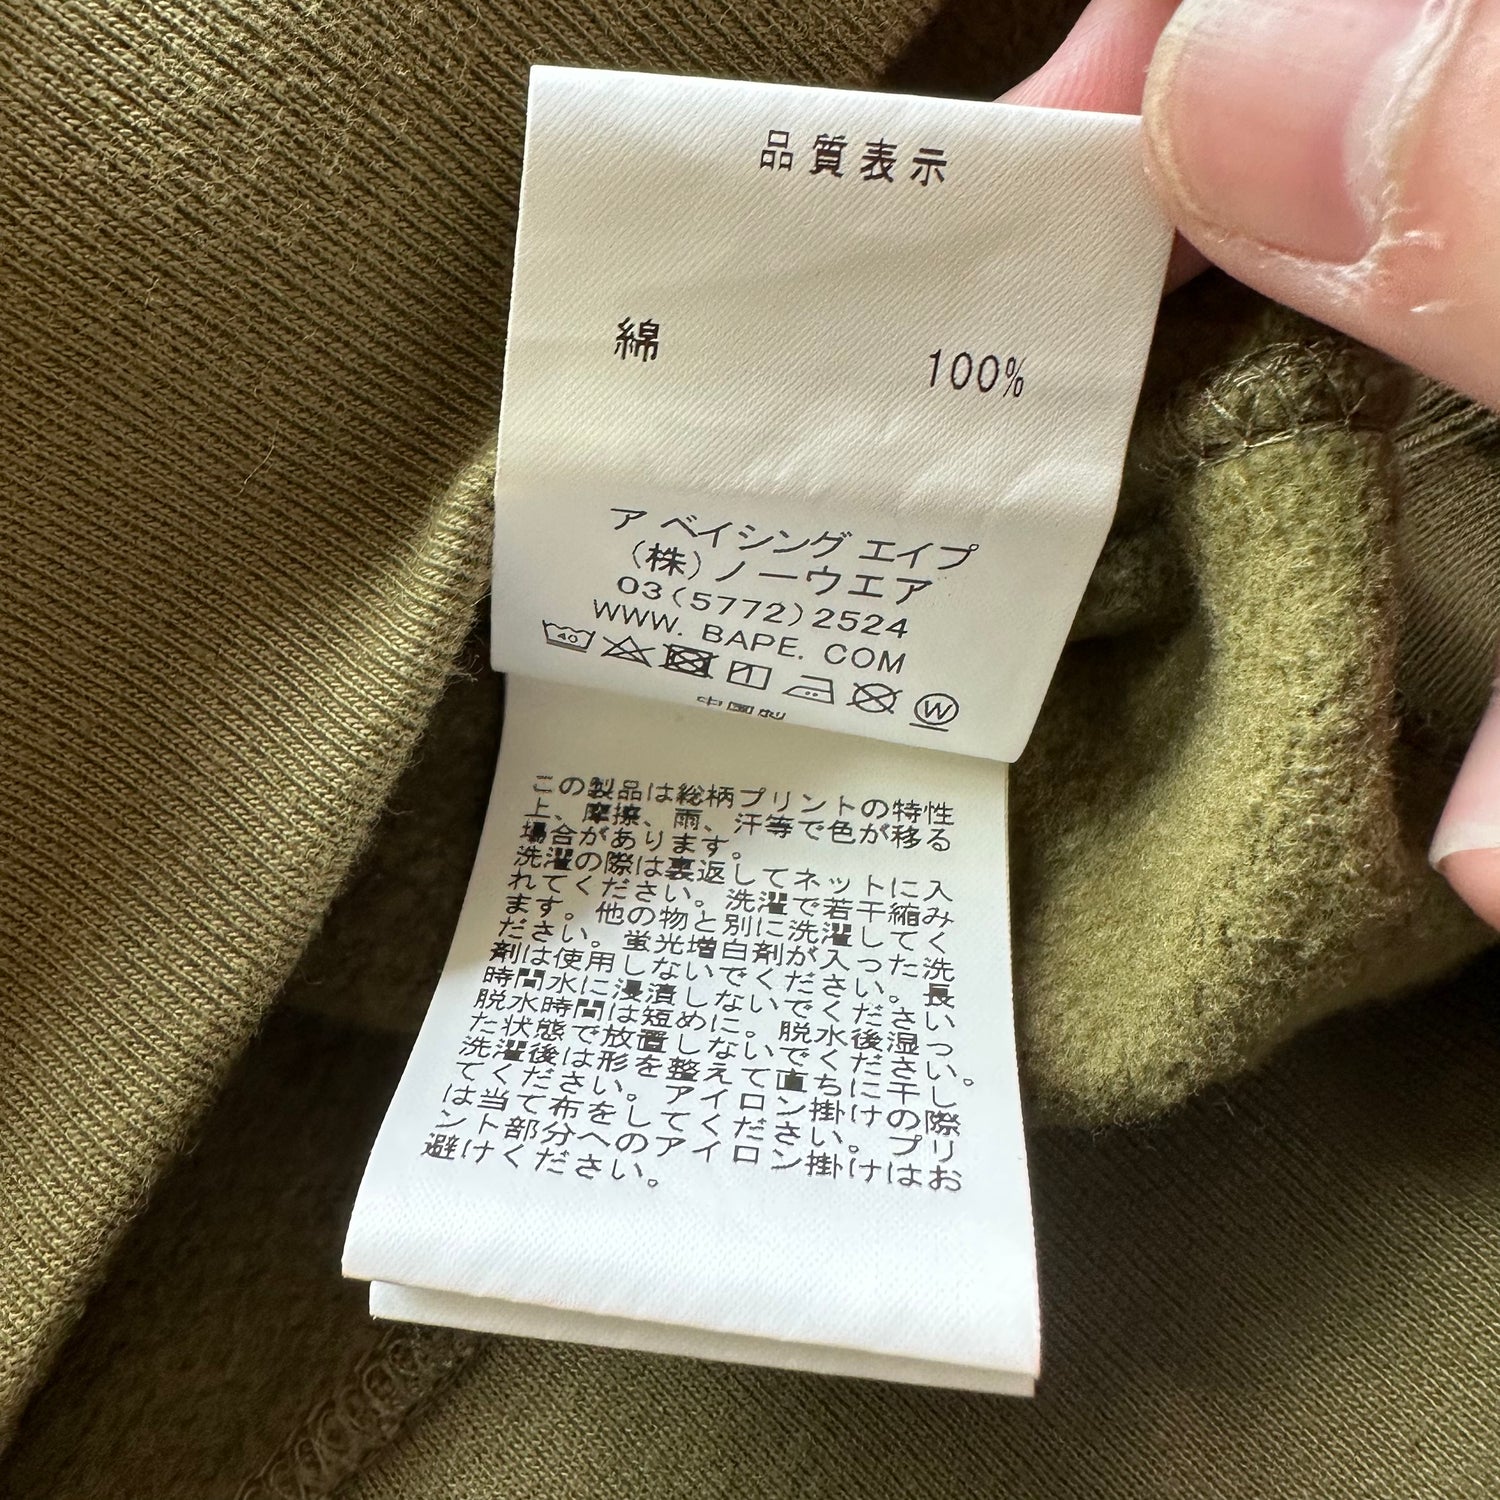 品質表示
綿 100%
ア ベイシング エイプ
(株)ノーウエア
03(5772)2524
WWW. BAPE. COM
40
W
中国製
この製品は総柄プリントの特性
上、摩擦、雨、汗等で色が移る
場合があります。
洗濯の際は裏返してネットに入
れてください。洗濯で若干縮み
ます。他の物と別に洗濯してく
ださい。蛍光増白剤が入った洗
剤は使用しないでください。長
時間水に浸漬しないでください
脱水時間は短めに。脱水後湿っ
た状態で放置しないでください。
洗濯後は形を整えて直ちに干し
てください。アイロン掛けの際
は当て布をしてください。プリ
ント部分へのアイロン掛けはお
避けください。